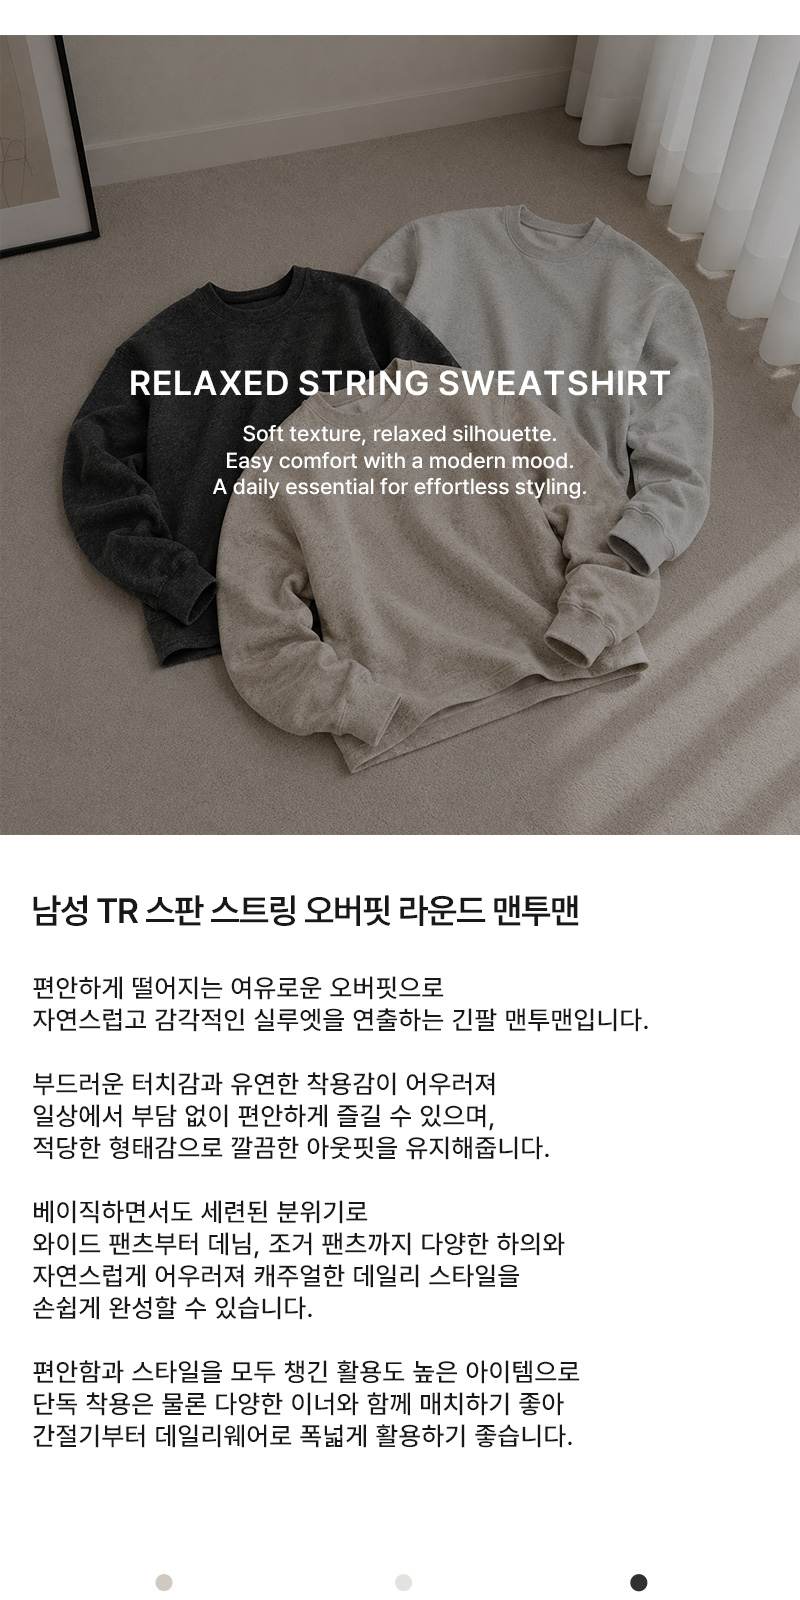 RELAXED STRING SWEATSHIRT
Soft texture, relaxed silhouette.
Easy comfort with a modern mood.
A daily essential for effortless styling.
남성 TR 스판 스트링 오버핏 라운드 맨투맨
편안하게 떨어지는 여유로운 오버핏으로
자연스럽고 감각적인 실루엣을 연출하는 긴팔 맨투맨입니다.
부드러운 터치감과 유연한 착용감이 어우러져
일상에서 부담 없이 편안하게 즐길 수 있으며,
적당한 형태감으로 깔끔한 아웃핏을 유지해줍니다.
베이직하면서도 세련된 분위기로
와이드 팬츠부터 데님, 조거 팬츠까지 다양한 하의와
자연스럽게 어우러져 캐주얼한 데일리 스타일을
손쉽게 완성할 수 있습니다.
편안함과 스타일을 모두 챙긴 활용도 높은 아이템으로
단독 착용은 물론 다양한 이너와 함께 매치하기 좋아
간절기부터 데일리웨어로 폭넓게 활용하기 좋습니다.